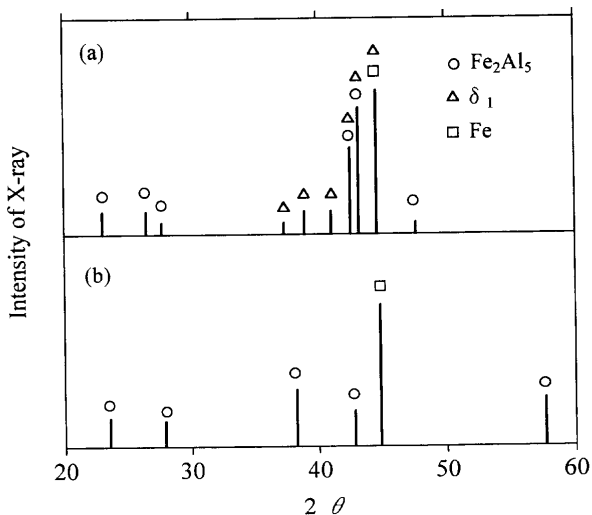 (a)
○ Fe₂Al₅
△ δ ₁
□ Fe
Intensity of X-ray
(b)
20 30 40 50 60
2 θ